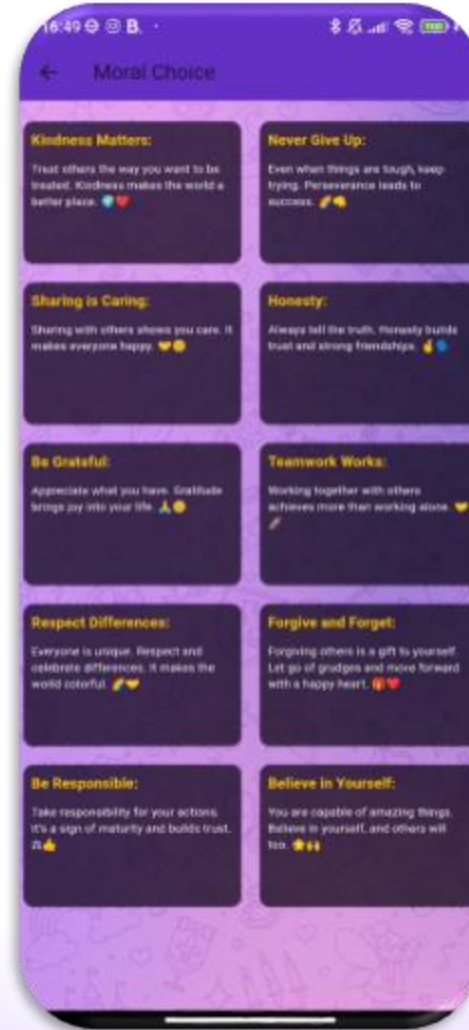 16:49 B.
Moral Choice
Kindness Matters:
Treat others the way you want to be
treated. Kindness makes the world a
better place. 🌍❤️
Never Give Up:
Even when things are tough, keep
trying. Perseverance leads to
success. 🌈👊
Sharing is Caring:
Sharing with others shows you care. It
makes everyone happy. 🤝😊
Honesty:
Always tell the truth. Honesty builds
trust and strong friendships. 🤞🗣️
Be Grateful:
Appreciate what you have. Gratitude
brings joy into your life. 🙏😊
Teamwork Works:
Working together with others
achieves more than working alone. 🤝
🚀
Respect Differences:
Everyone is unique. Respect and
celebrate differences. It makes the
world colorful. 🌈🤝
Forgive and Forget:
Forgiving others is a gift to yourself.
Let go of grudges and move forward
with a happy heart. 🎁❤️
Be Responsible:
Take responsibility for your actions.
It's a sign of maturity and builds trust.
⚖👍
Believe in Yourself:
You are capable of amazing things.
Believe in yourself, and others will
too. 🌟🙌